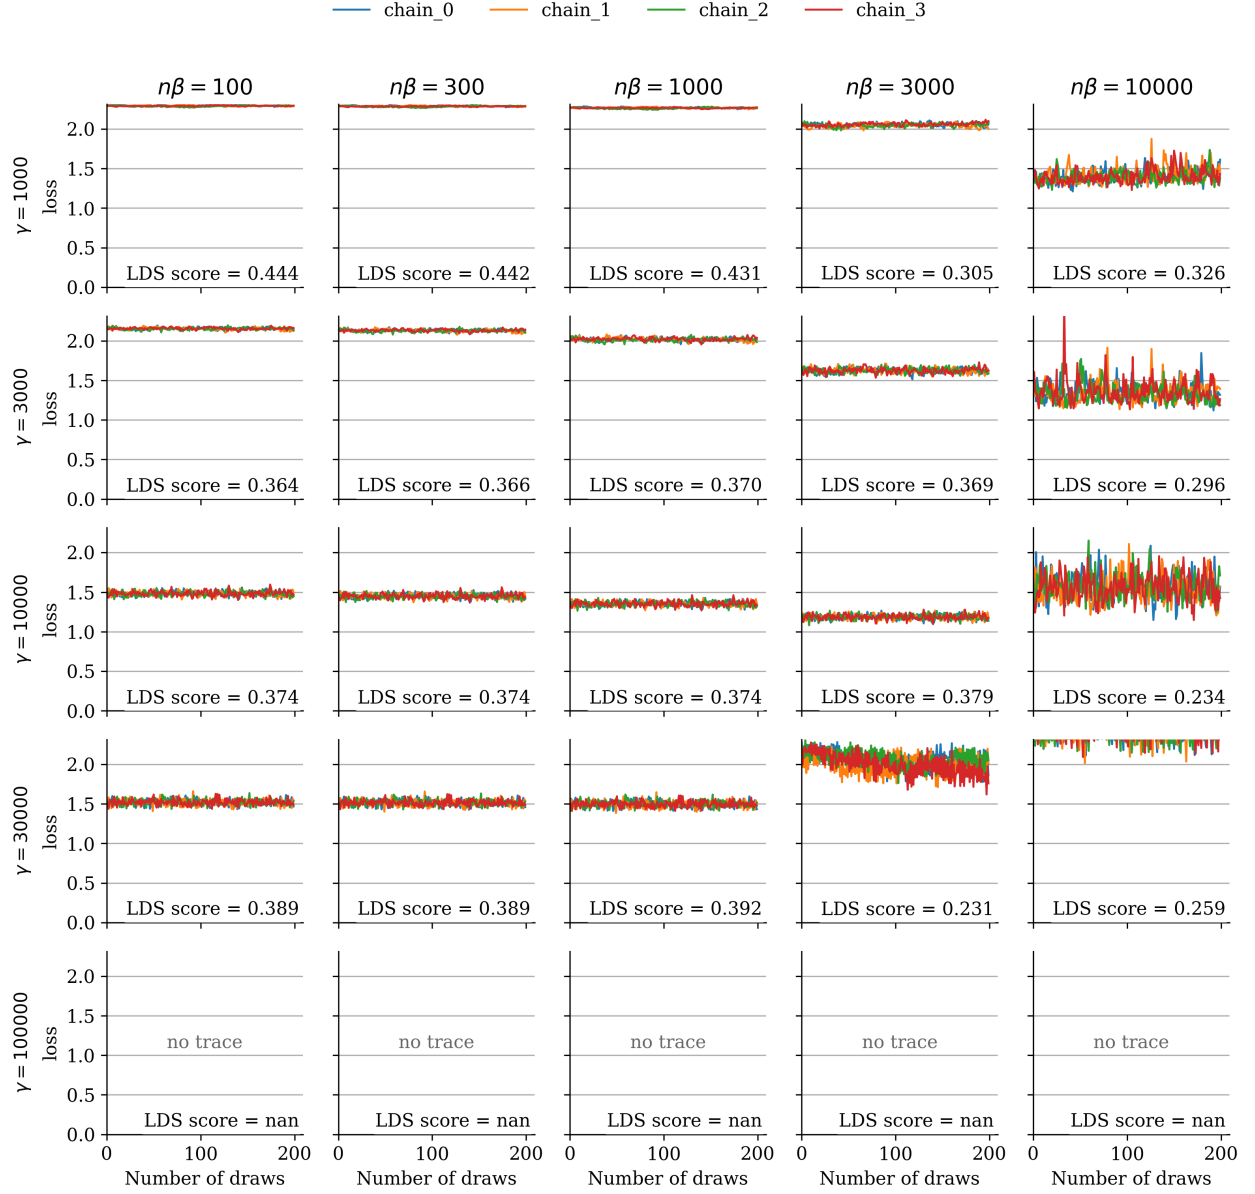 chain_0 chain_1 chain_2 chain_3
nβ = 100 nβ = 300 nβ = 1000 nβ = 3000 nβ = 10000
γ = 1000
loss
2.0
1.5
1.0
0.5
0.0
LDS score = 0.444 LDS score = 0.442 LDS score = 0.431 LDS score = 0.305 LDS score = 0.326
γ = 3000
loss
2.0
1.5
1.0
0.5
0.0
LDS score = 0.364 LDS score = 0.366 LDS score = 0.370 LDS score = 0.369 LDS score = 0.296
γ = 10000
loss
2.0
1.5
1.0
0.5
0.0
LDS score = 0.374 LDS score = 0.374 LDS score = 0.374 LDS score = 0.379 LDS score = 0.234
γ = 30000
loss
2.0
1.5
1.0
0.5
0.0
LDS score = 0.389 LDS score = 0.389 LDS score = 0.392 LDS score = 0.231 LDS score = 0.259
γ = 100000
loss
2.0
1.5
1.0
0.5
0.0
no trace no trace no trace no trace no trace
LDS score = nan LDS score = nan LDS score = nan LDS score = nan LDS score = nan
0 100 200 0 100 200 0 100 200 0 100 200 0 100 200
Number of draws Number of draws Number of draws Number of draws Number of draws